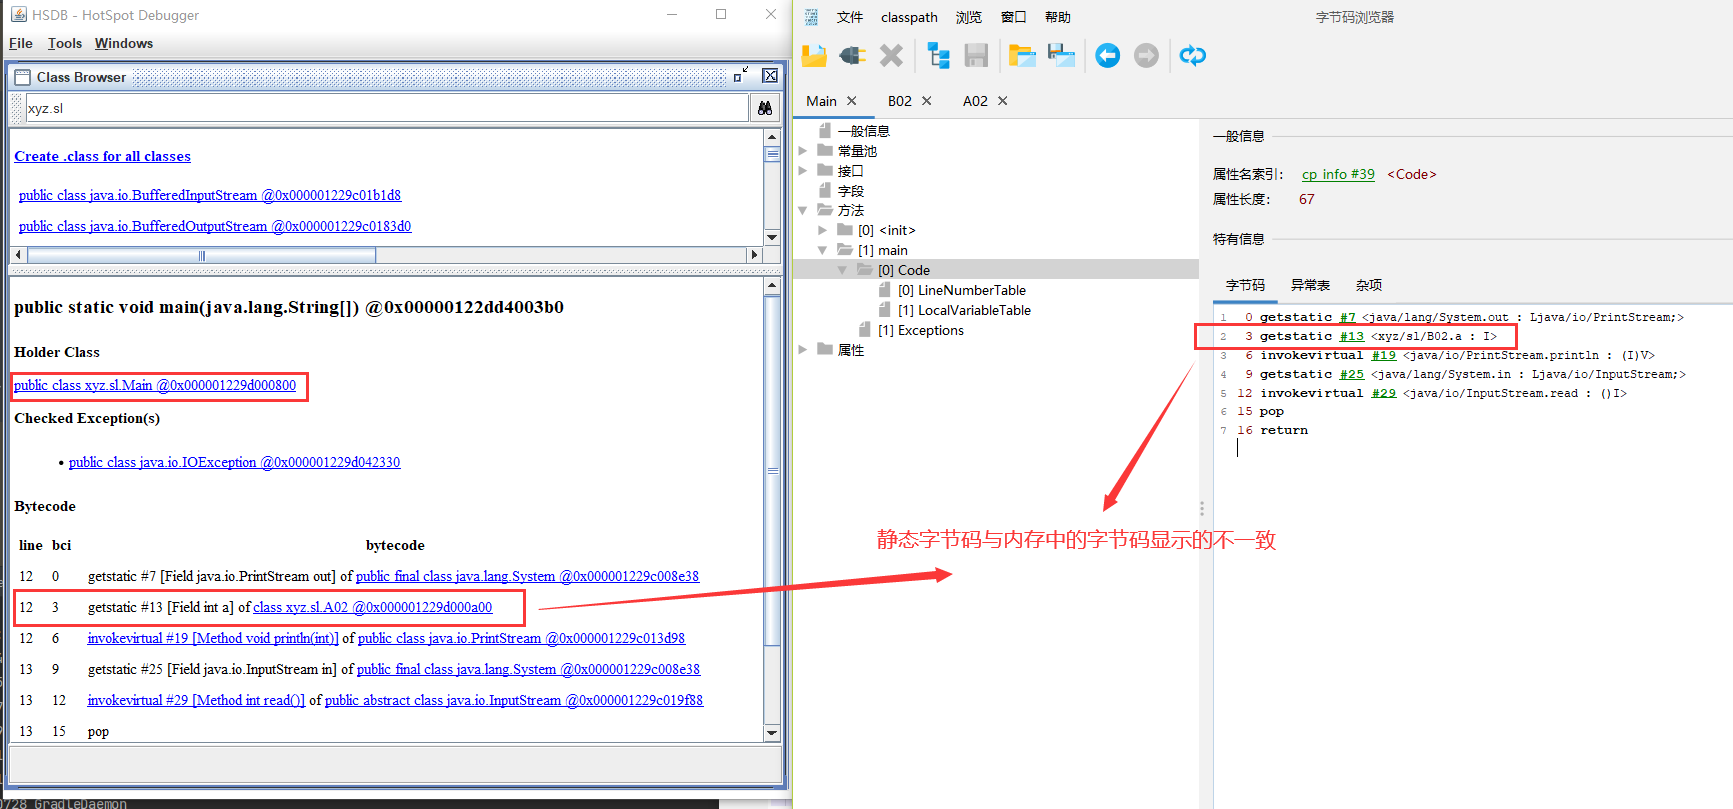 HSDB - HotSpot Debugger
File Tools Windows
Class Browser
xyz.sl
Create .class for all classes
public class java.io.BufferedInputStream @0x000001229c01b1d8
public class java.io.BufferedOutputStream @0x000001229c0183d0
public static void main(java.lang.String[]) @0x00000122dd4003b0
Holder Class
public class xyz.sl.Main @0x000001229d000800
Checked Exception(s)
• public class java.io.IOException @0x000001229d042330
Bytecode
line bci bytecode
12 0 getstatic #7 [Field java.io.PrintStream out] of public final class java.lang.System @0x000001229c008e38
12 3 getstatic #13 [Field int a] of class xyz.sl.A02 @0x000001229d000a00
12 6 invokevirtual #19 [Method void println(int)] of public class java.io.PrintStream @0x000001229c013d98
13 9 getstatic #25 [Field java.io.InputStream in] of public final class java.lang.System @0x000001229c008e38
13 12 invokevirtual #29 [Method int read()] of public abstract class java.io.InputStream @0x000001229c019f88
13 15 pop
0728 GradleDaemon
文件 classpath 浏览 窗口 帮助 字节码浏览器
Main B02 A02
一般信息
常量池
接口
字段
方法
[0] <init>
[1] main
[0] Code
[0] LineNumberTable
[1] LocalVariableTable
[1] Exceptions
属性
一般信息
属性名索引: cp_info #39 <Code>
属性长度: 67
特有信息
字节码 异常表 杂项
1 0 getstatic #7 <java/lang/System.out : Ljava/io/PrintStream;>
2 3 getstatic #13 <xyz/sl/B02.a : I>
3 6 invokevirtual #19 <java/io/PrintStream.println : (I)V>
4 9 getstatic #25 <java/lang/System.in : Ljava/io/InputStream;>
5 12 invokevirtual #29 <java/io/InputStream.read : ()I>
6 15 pop
7 16 return
静态字节码与内存中的字节码显示的不一致